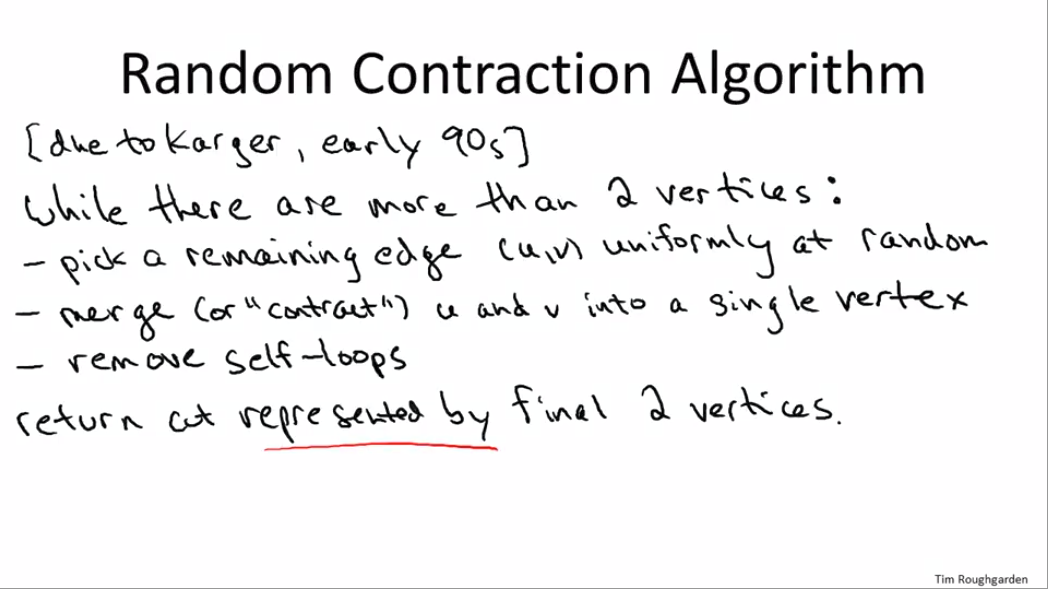 Random Contraction Algorithm
[due to Karger, early 90s]
While there are more than 2 vertices:
- pick a remaining edge (u,v) uniformly at random
- merge (or "contract") u and v into a single vertex
- remove self-loops
return cut represented by final 2 vertices.
Tim Roughgarden